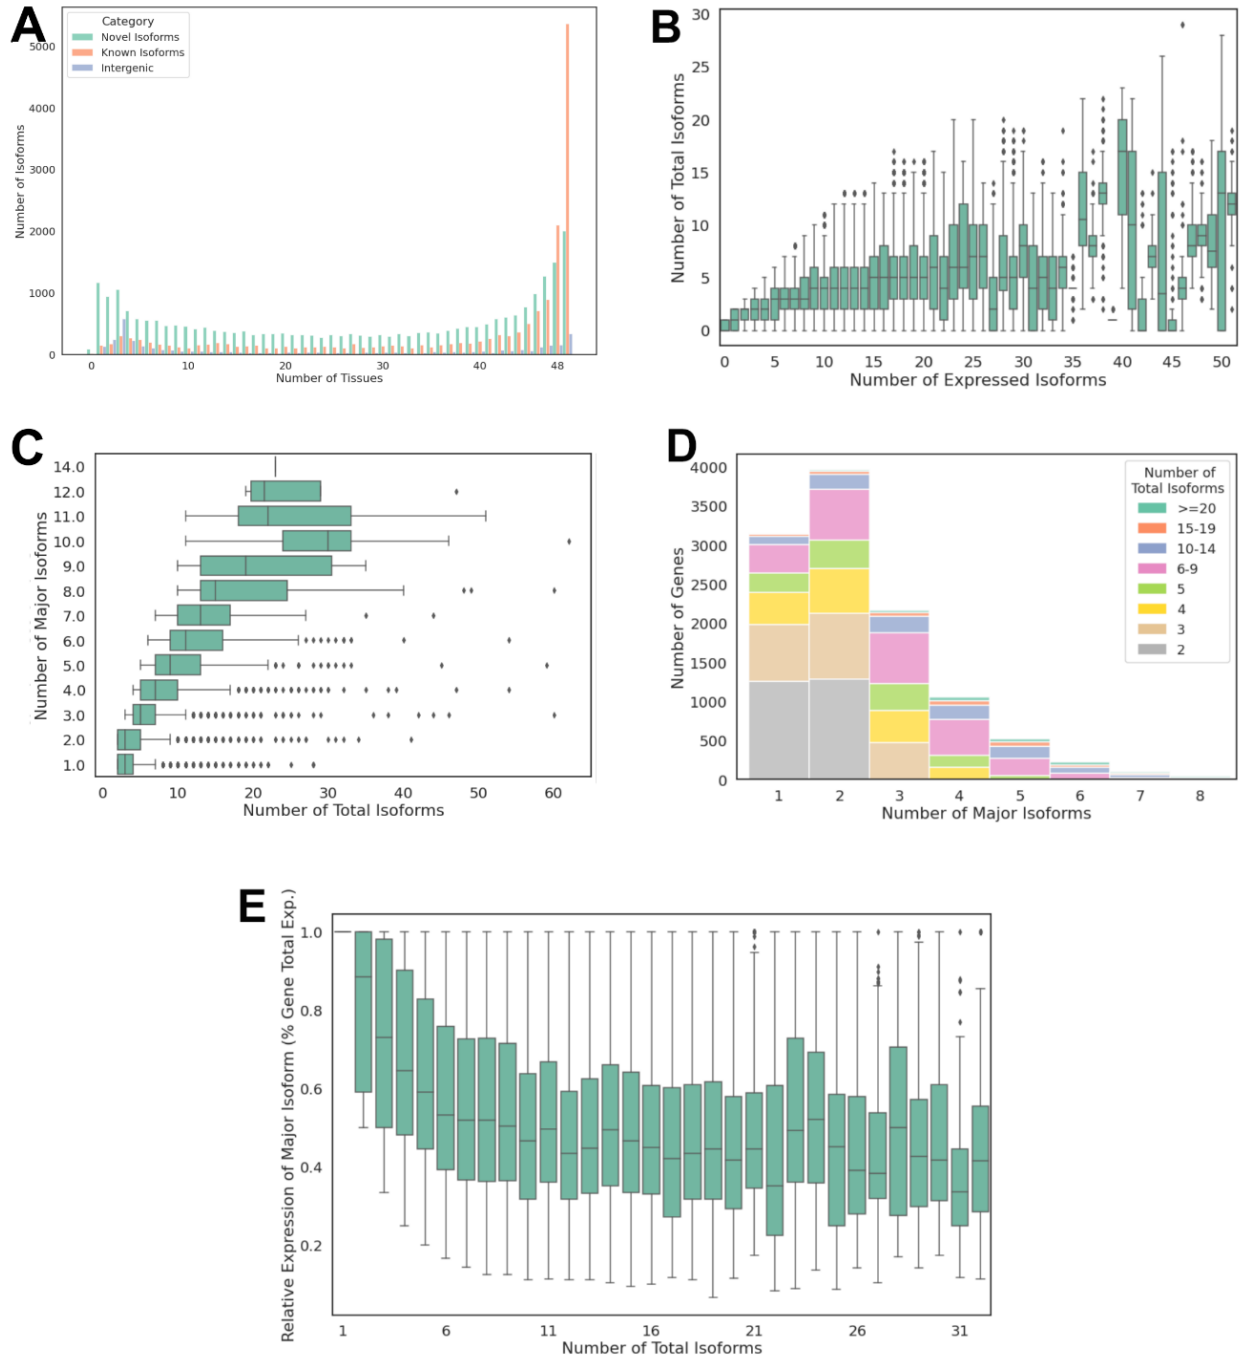 A
Category
Novel Isoforms
Known Isoforms
Intergenic
Number of Isoforms
5000
4000
3000
2000
1000
0
0 10 20 30 40 48
Number of Tissues
B
Number of Total Isoforms
30
25
20
15
10
5
0
0 5 10 15 20 25 30 35 40 45 50
Number of Expressed Isoforms
C
Number of Major Isoforms
14.0
12.0
11.0
10.0
9.0
8.0
7.0
6.0
5.0
4.0
3.0
2.0
1.0
0 10 20 30 40 50 60
Number of Total Isoforms
D
Number of Genes
4000
3500
3000
2500
2000
1500
1000
500
0
Number of
Total Isoforms
>=20
15-19
10-14
6-9
5
4
3
2
1 2 3 4 5 6 7 8
Number of Major Isoforms
E
Relative Expression of Major Isoform (% Gene Total Exp.)
1.0
0.8
0.6
0.4
0.2
1 6 11 16 21 26 31
Number of Total Isoforms